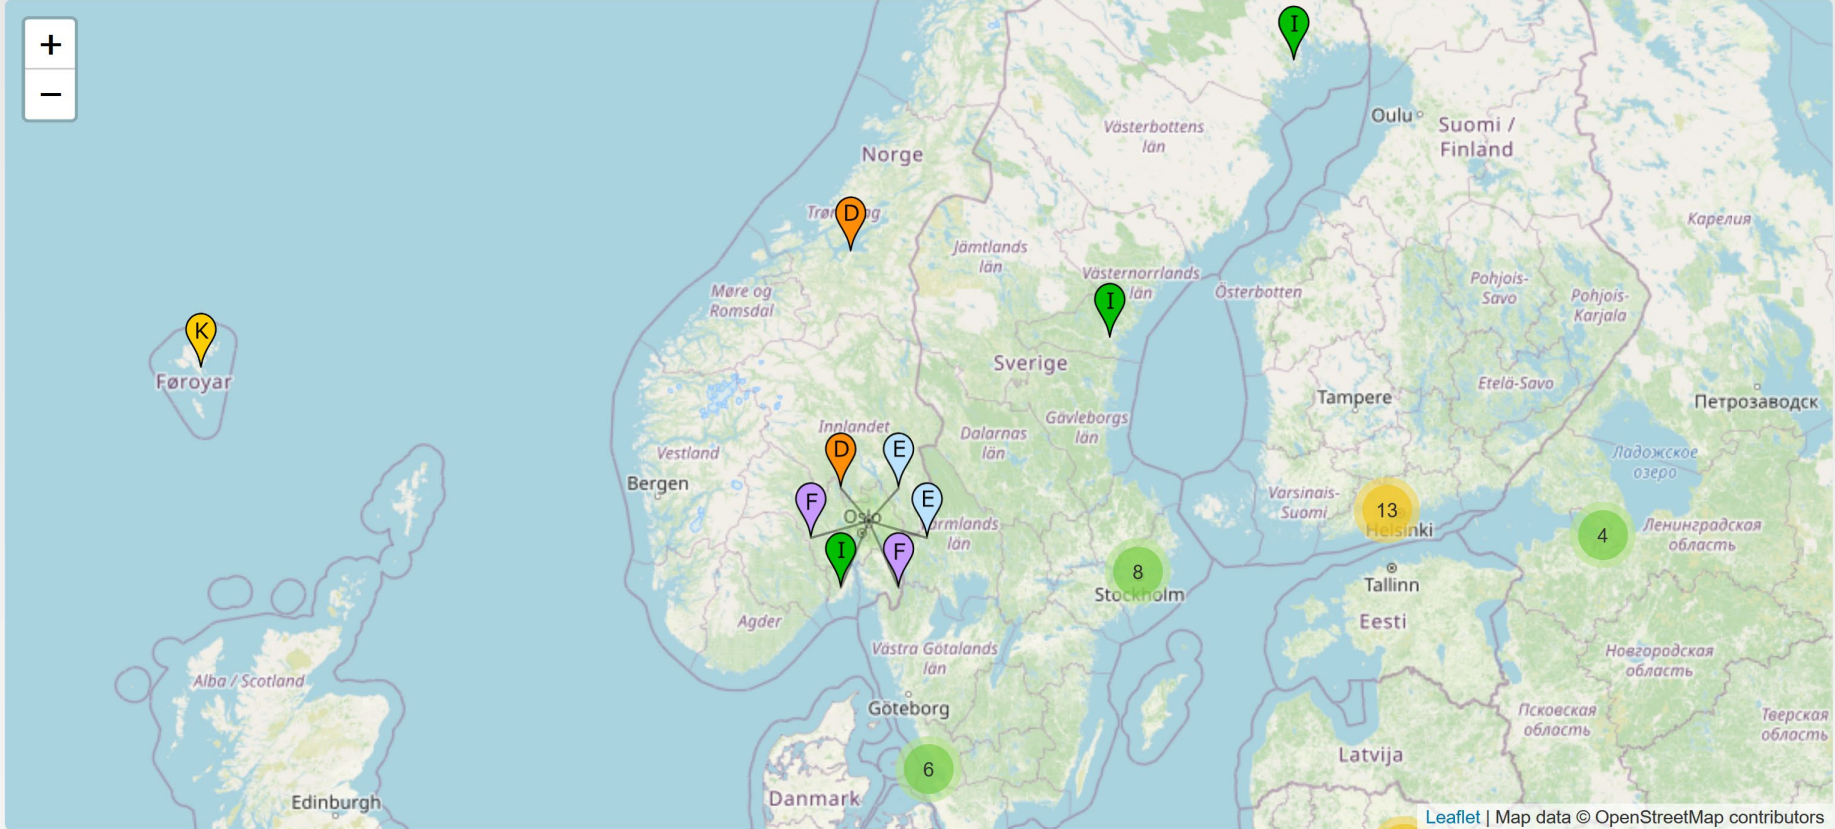 +
−
I
Oulu
Suomi /
Finland
Västerbottens
län
Norge
D
Jämtlands
län
Västernorrlands
län
I
Österbotten
Pohjois-
Savo
Pohjois-
Karjala
Карелия
Møre og
Romsdal
K
Føroyar
Sverige
Tampere
Etelä-Savo
Петрозаводск
Innlandet
Dalarnas
län
Gävleborgs
län
Vestland
Bergen
D
E
F
E
Oslo
I
F
län
Varsinais-
Suomi
13
Helsinki
4
Ладожское
озеро
Ленинградская
область
8
Stockholm
Tallinn
Eesti
Agder
Västra Götalands
län
Alba / Scotland
Новгородская
область
Göteborg
Псковская
область
Тверская
область
6
Latvija
Danmark
Edinburgh
Leaflet | Map data © OpenStreetMap contributors